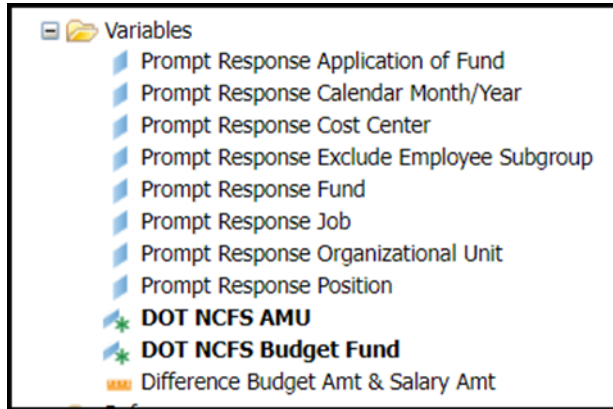 Variables
Prompt Response Application of Fund
Prompt Response Calendar Month/Year
Prompt Response Cost Center
Prompt Response Exclude Employee Subgroup
Prompt Response Fund
Prompt Response Job
Prompt Response Organizational Unit
Prompt Response Position
DOT NCFS AMU
DOT NCFS Budget Fund
Difference Budget Amt & Salary Amt